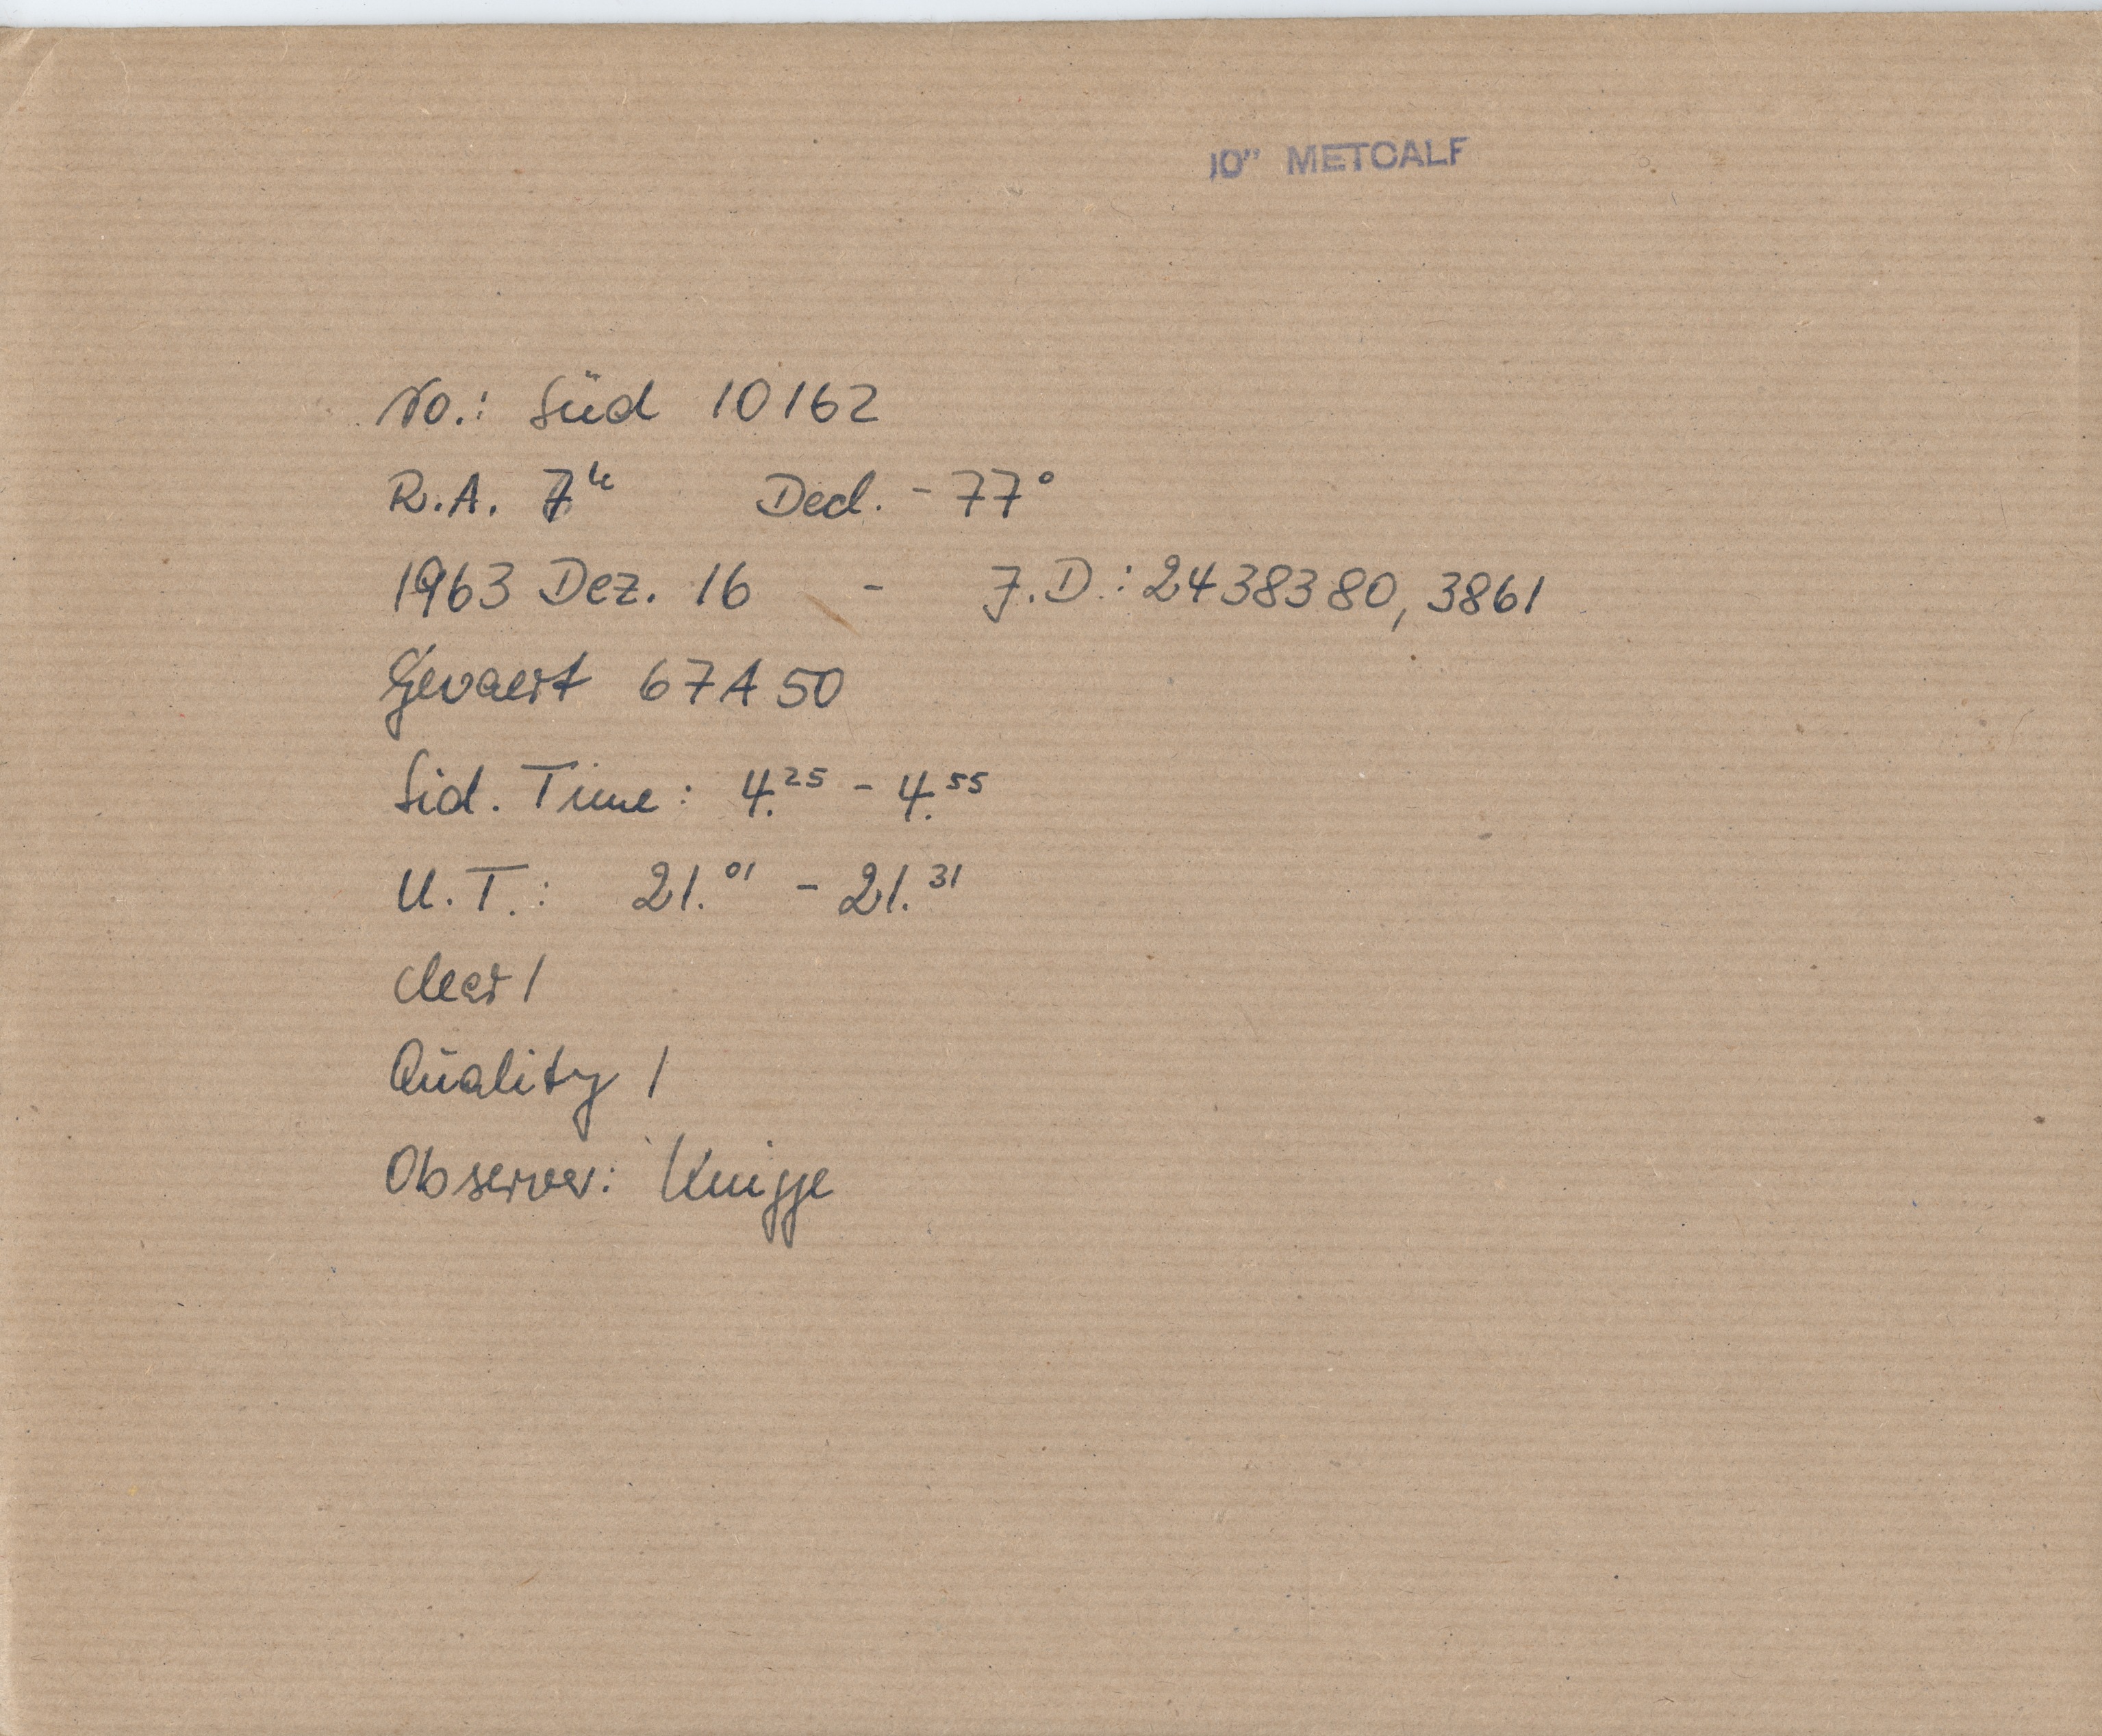 10" METCALF
No.: Süd 10162
R.A. 7h Decl. - 77°
1963 Dez. 16 - J.D.: 2438380,3861
Gevaert 67A50
Sid. Time: 4.25 - 4.55
U.T.: 21.01 - 21.31
clear 1
Quality 1
Observer: Knigge